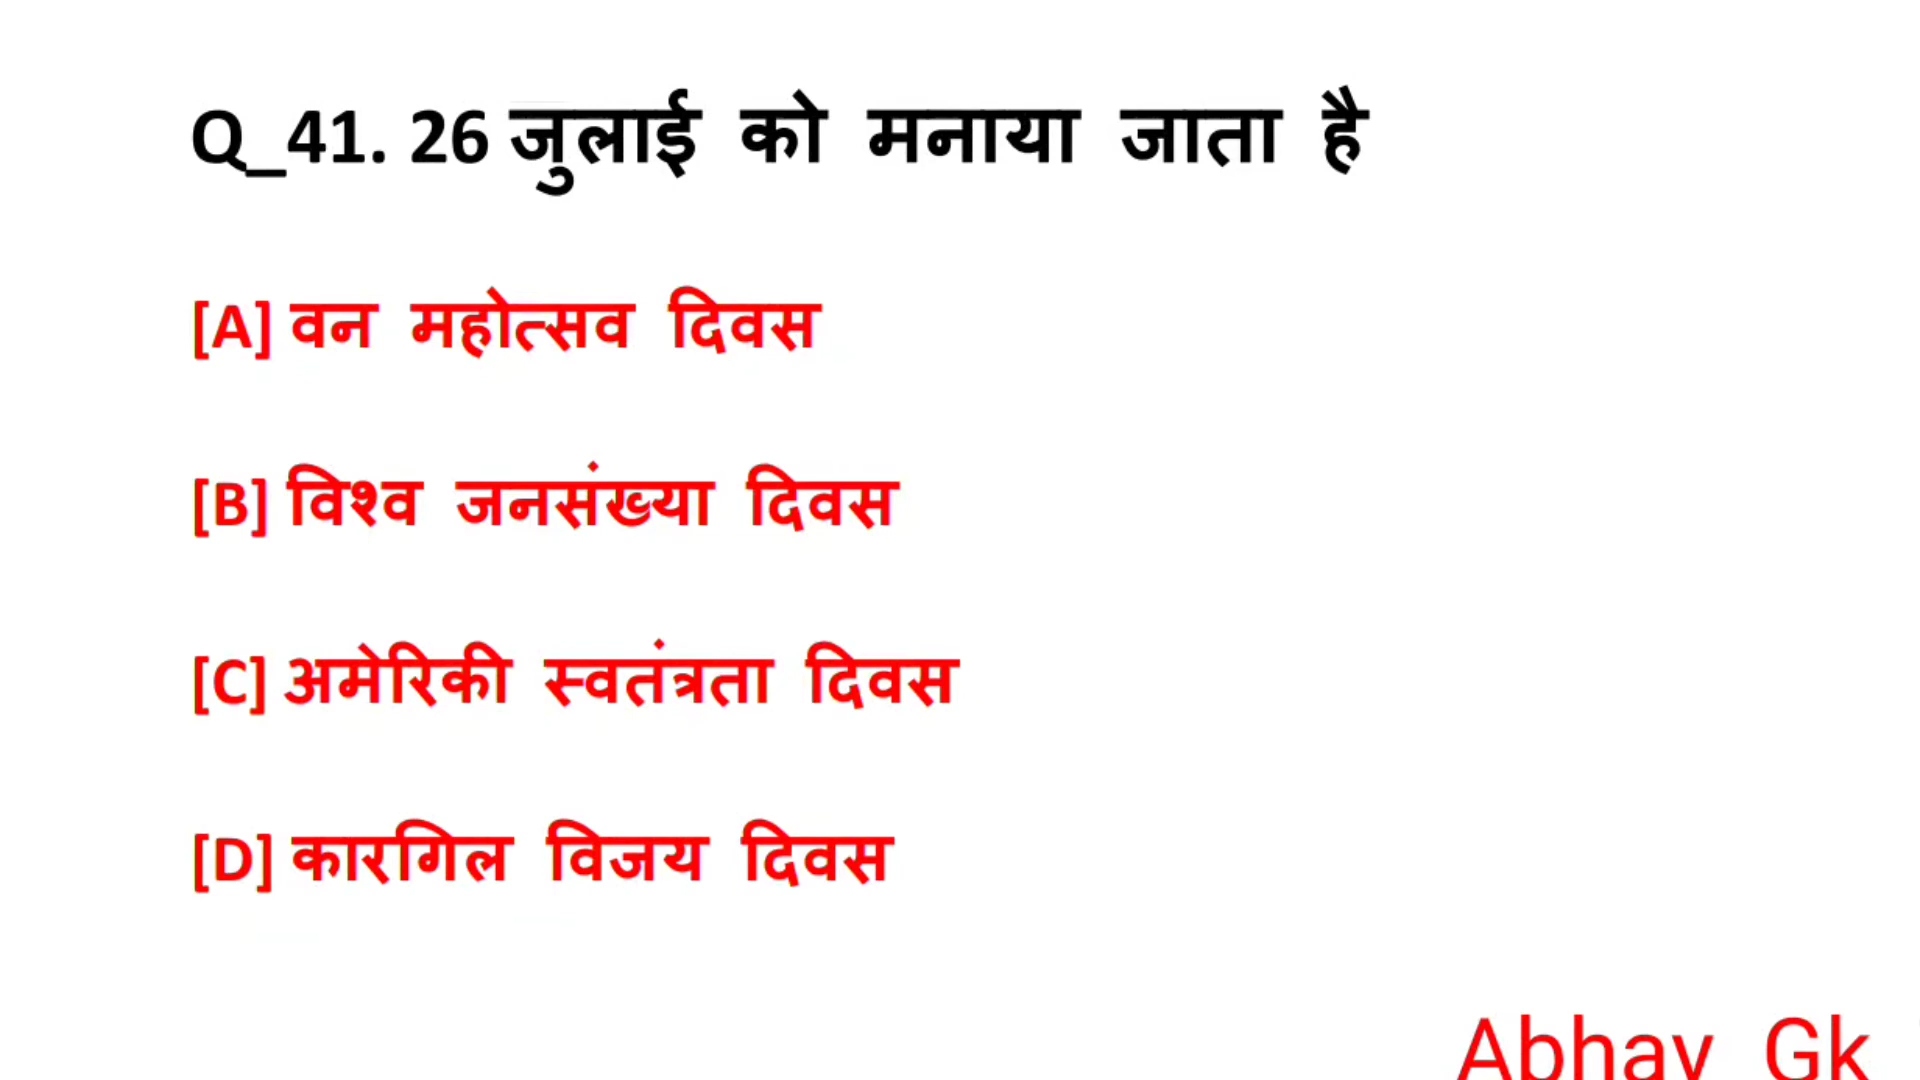 Q_41. 26 जुलाई को मनाया जाता है
[A] वन महोत्सव दिवस
[B] विश्व जनसंख्या दिवस
[C] अमेरिकी स्वतंत्रता दिवस
[D] कारगिल विजय दिवस
Abhay Gk